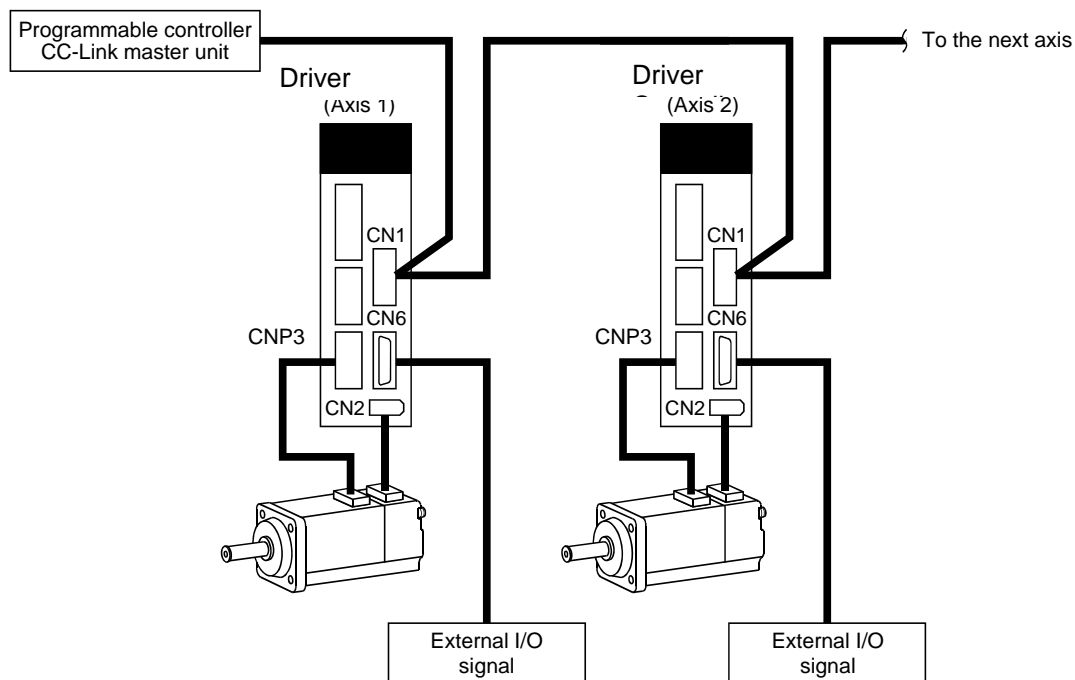 Programmable controller
CC-Link master unit
To the next axis
Driver
(Axis 1)
Driver
(Axis 2)
CN1
CN1
CN6
CN6
CNP3
CNP3
CN2
CN2
External I/O
signal
External I/O
signal